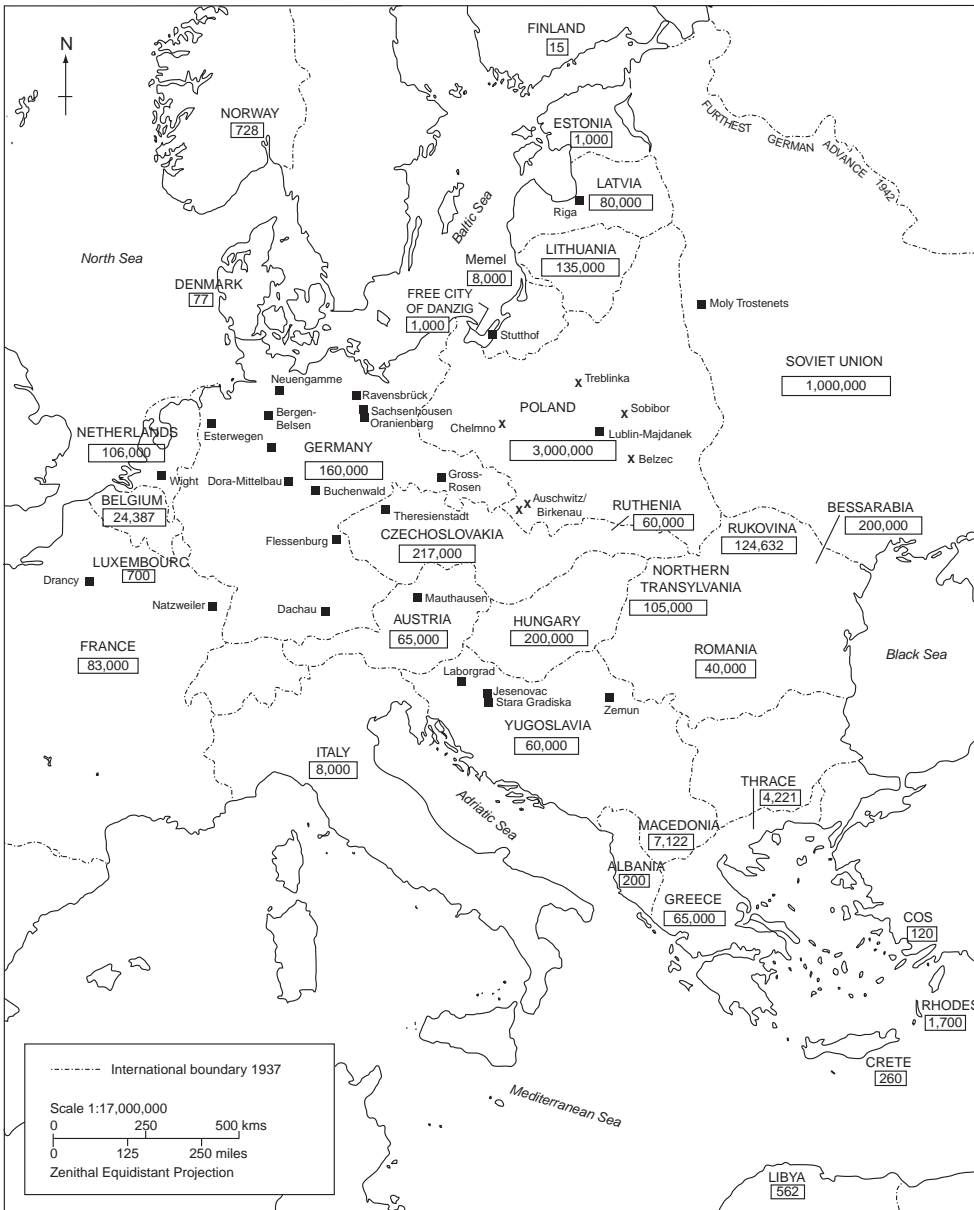 FINLAND
15
N
NORWAY
728
ESTONIA
1,000
FURTHEST GERMAN ADVANCE 1942
LATVIA
80,000
Riga
Baltic Sea
LITHUANIA
135,000
North Sea
Memel
8,000
DENMARK
77
FREE CITY
OF DANZIG
1,000
Stutthof
Moly Trostenets
SOVIET UNION
1,000,000
Neuengamme
Ravensbrück
Treblinka
Bergen-
Belsen
Sachsenhousen
Oranienberg
POLAND
Sobibor
x
x
Chelmno
x
Esterwegen
NETHERLANDS
106,000
GERMANY
160,000
3,000,000
Lublin-Majdanek
x
Belzec
Wight
Dora-Mittelbau
Buchenwald
Gross-
Rosen
BELGIUM
24,387
Theresienstadt
x x
Auschwitz/
Birkenau
RUTHENIA
60,000
BESSARABIA
200,000
RUKOVINA
124,632
Flessenburg
CZECHOSLOVAKIA
217,000
LUXEMBOURC
700
Drancy
NORTHERN
TRANSYLVANIA
105,000
Natzweiler
Dachau
Mauthausen
AUSTRIA
65,000
HUNGARY
200,000
FRANCE
83,000
ROMANIA
40,000
Black Sea
Laborgrad
Jesenovac
Stara Gradiska
Zemun
YUGOSLAVIA
60,000
ITALY
8,000
Adriatic Sea
THRACE
4,221
MACEDONIA
7,122
ALBANIA
200
GREECE
65,000
COS
120
RHODES
1,700
CRETE
260
Mediterranean Sea
International boundary 1937
Scale 1:17,000,000
0 250 500 kms
0 125 250 miles
Zenithal Equidistant Projection
LIBYA
562